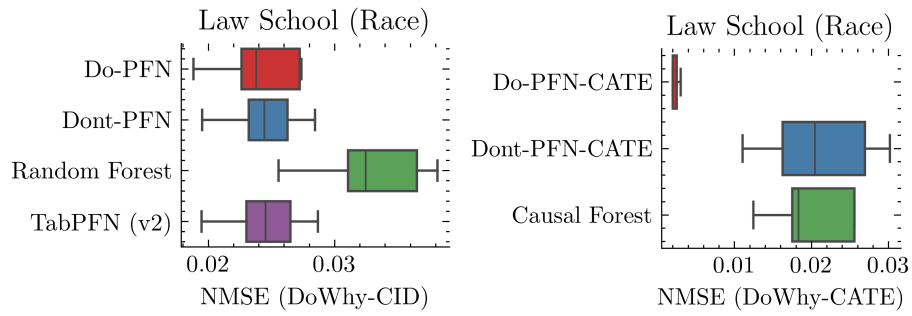 Law School (Race)
Do-PFN
Dont-PFN
Random Forest
TabPFN (v2)
0.02 0.03
NMSE (DoWhy-CID)
Law School (Race)
Do-PFN-CATE
Dont-PFN-CATE
Causal Forest
0.01 0.02 0.03
NMSE (DoWhy-CATE)